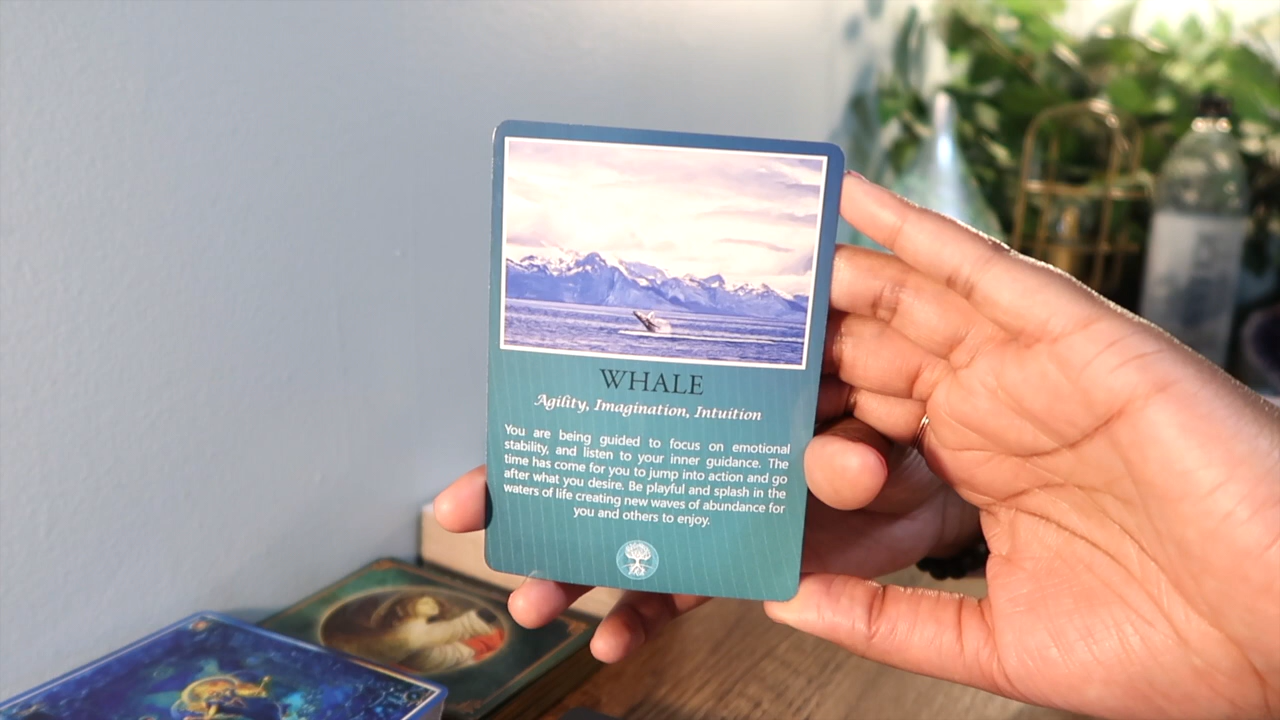 WHALE
Agility, Imagination, Intuition
You are being guided to focus on emotional
stability, and listen to your inner guidance. The
time has come for you to jump into action and go
after what you desire. Be playful and splash in the
waters of life creating new waves of abundance for
you and others to enjoy.